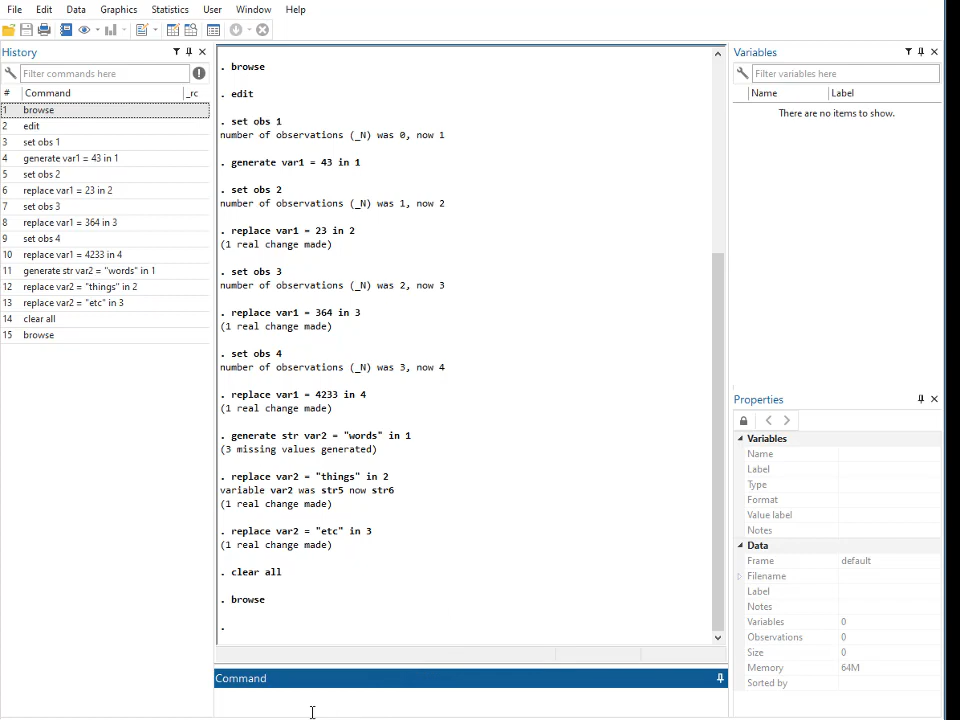 File Edit Data Graphics Statistics User Window Help
History
Filter commands here
# Command _rc
1 browse
2 edit
3 set obs 1
4 generate var1 = 43 in 1
5 set obs 2
6 replace var1 = 23 in 2
7 set obs 3
8 replace var1 = 364 in 3
9 set obs 4
10 replace var1 = 4233 in 4
11 generate str var2 = "words" in 1
12 replace var2 = "things" in 2
13 replace var2 = "etc" in 3
14 clear all
15 browse
. browse
. edit
. set obs 1
number of observations (_N) was 0, now 1
. generate var1 = 43 in 1
. set obs 2
number of observations (_N) was 1, now 2
. replace var1 = 23 in 2
(1 real change made)
. set obs 3
number of observations (_N) was 2, now 3
. replace var1 = 364 in 3
(1 real change made)
. set obs 4
number of observations (_N) was 3, now 4
. replace var1 = 4233 in 4
(1 real change made)
. generate str var2 = "words" in 1
(3 missing values generated)
. replace var2 = "things" in 2
variable var2 was str5 now str6
(1 real change made)
. replace var2 = "etc" in 3
(1 real change made)
. clear all
. browse
.
Command
Variables
Filter variables here
Name Label
There are no items to show.
Properties
Variables
Name
Label
Type
Format
Value label
Notes
Data
Frame default
Filename
Label
Notes
Variables 0
Observations 0
Size 0
Memory 64M
Sorted by